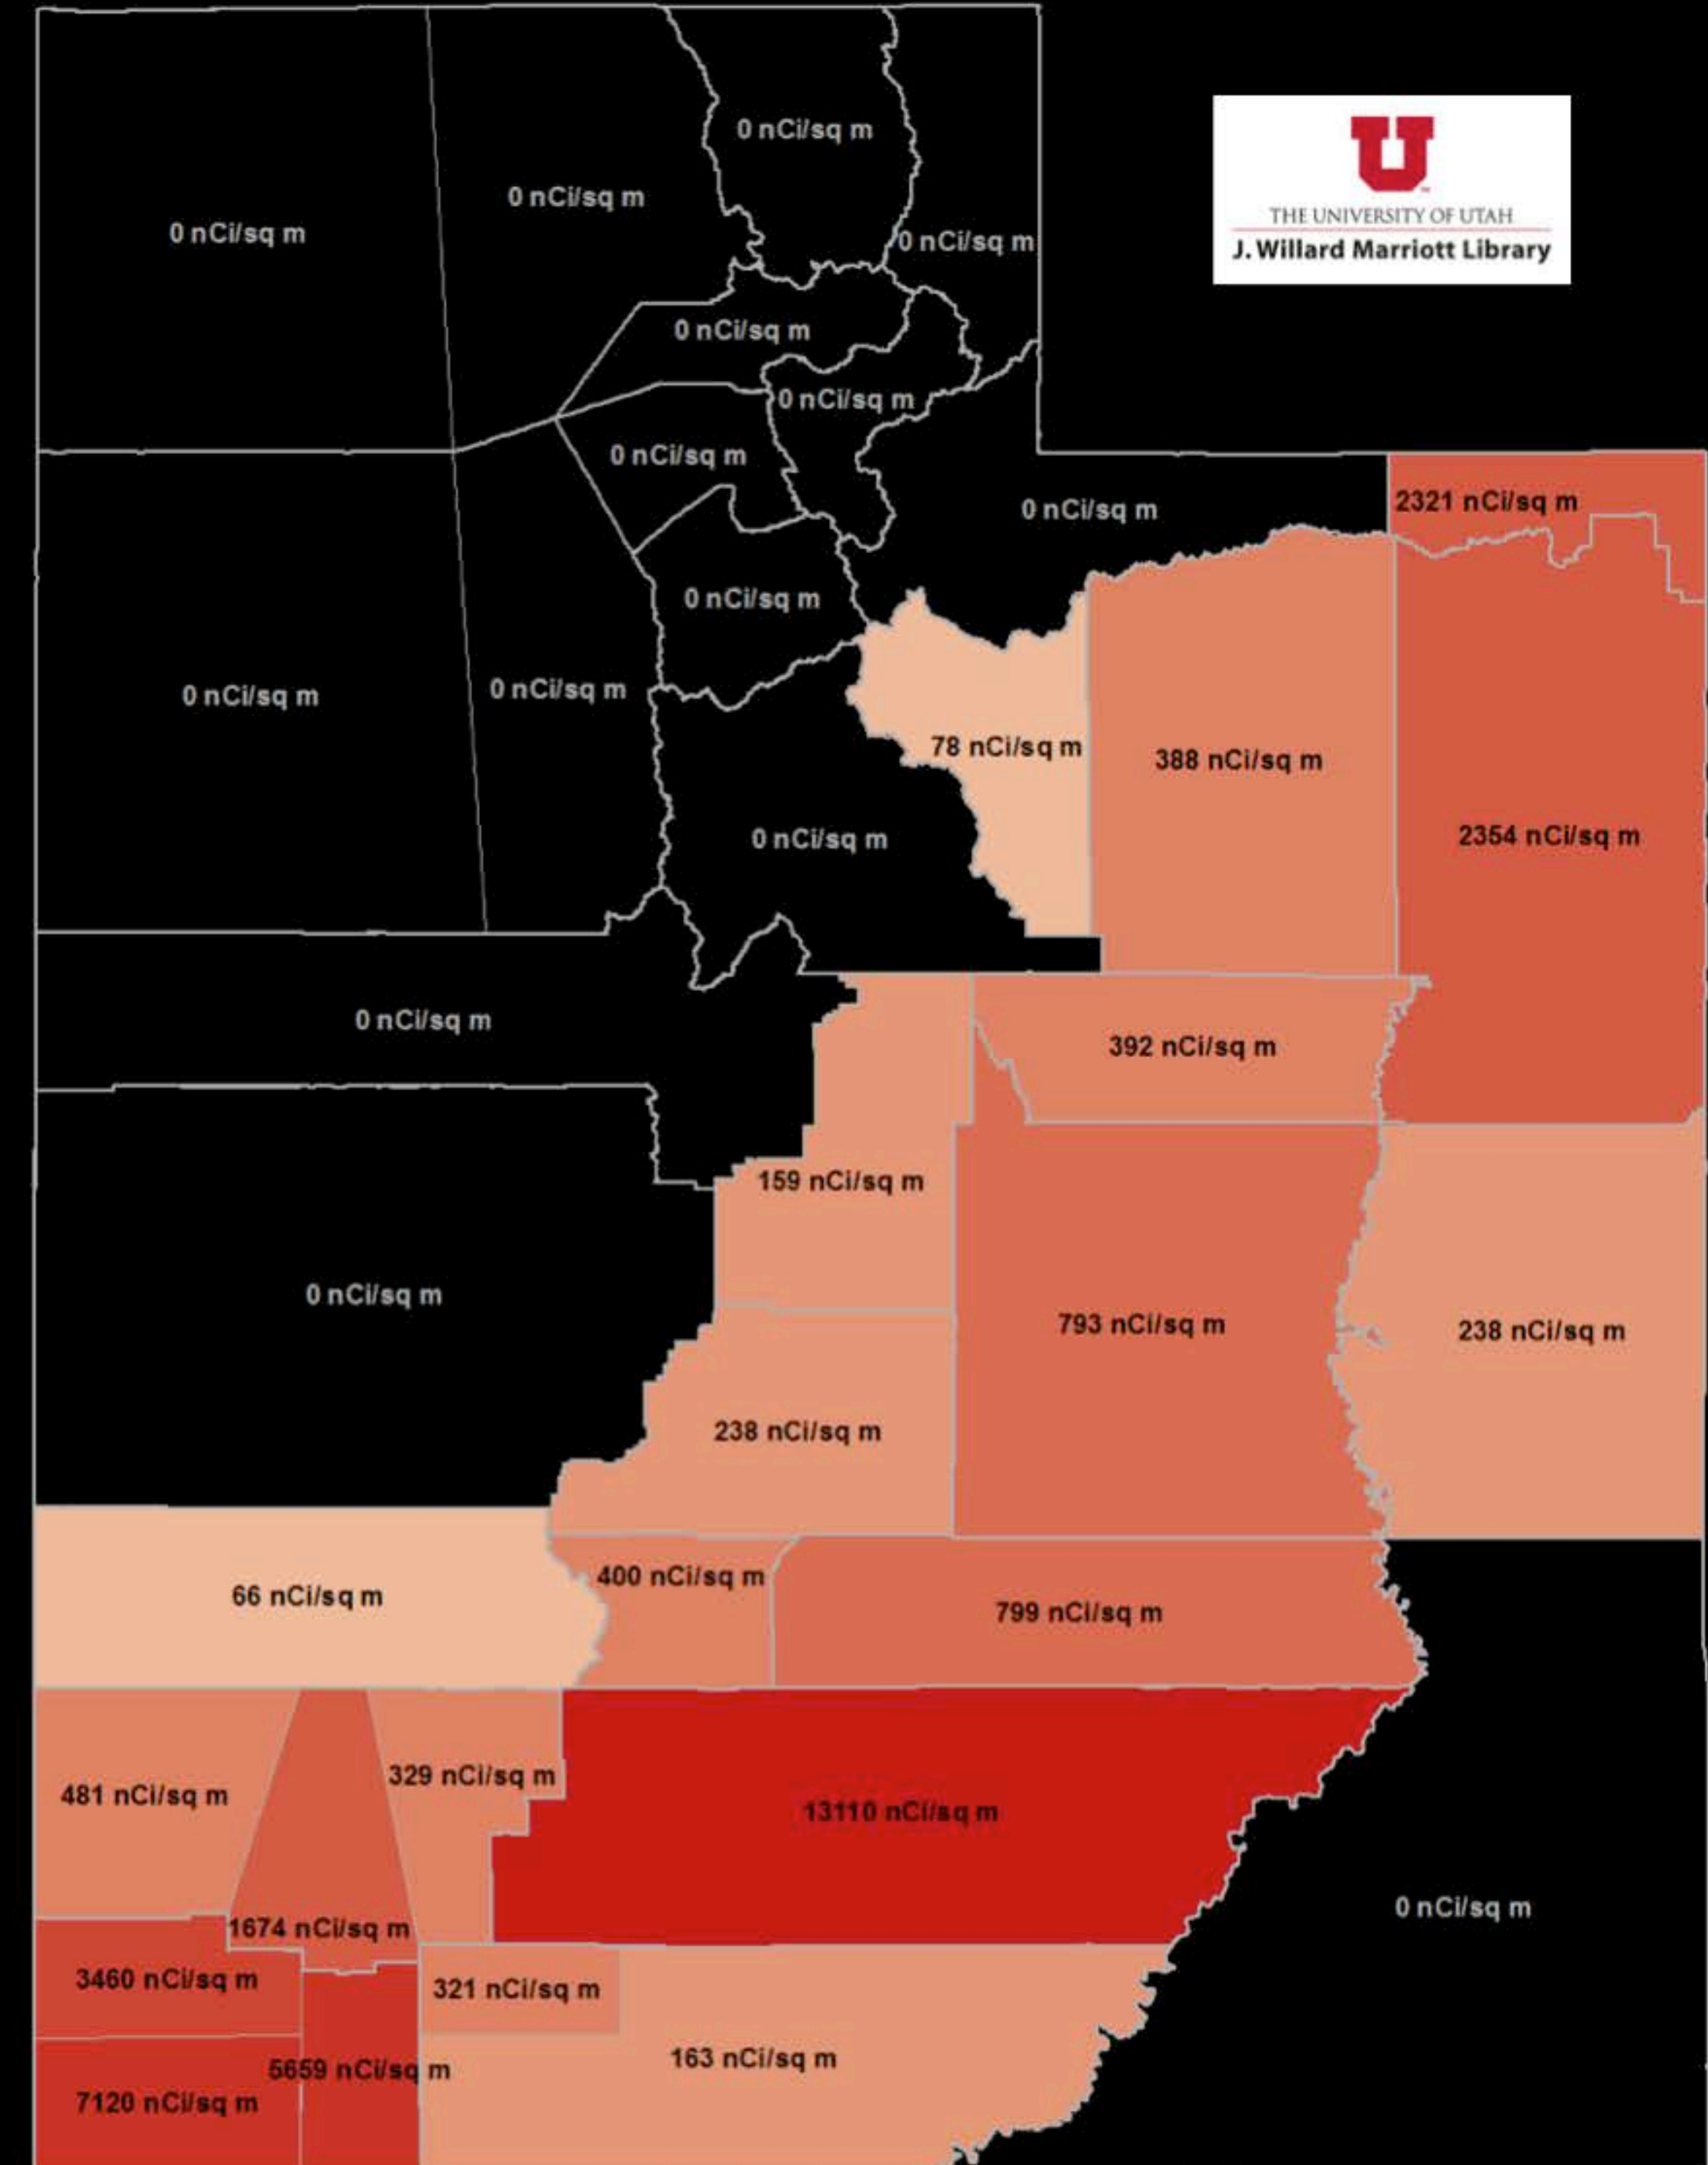 0 nCi/sq m
0 nCi/sq m
0 nCi/sq m
0 nCi/sq m
U
THE UNIVERSITY OF UTAH
J. Willard Marriott Library
0 nCi/sq m
0 nCi/sq m
0 nCi/sq m
0 nCi/sq m
2321 nCi/sq m
0 nCi/sq m
0 nCi/sq m
0 nCi/sq m
78 nCi/sq m
388 nCi/sq m
2354 nCi/sq m
0 nCi/sq m
0 nCi/sq m
392 nCi/sq m
159 nCi/sq m
0 nCi/sq m
793 nCi/sq m
238 nCi/sq m
238 nCi/sq m
66 nCi/sq m
400 nCi/sq m
799 nCi/sq m
481 nCi/sq m
329 nCi/sq m
13110 nCi/sq m
0 nCi/sq m
1674 nCi/sq m
3460 nCi/sq m
321 nCi/sq m
163 nCi/sq m
5659 nCi/sq m
7120 nCi/sq m